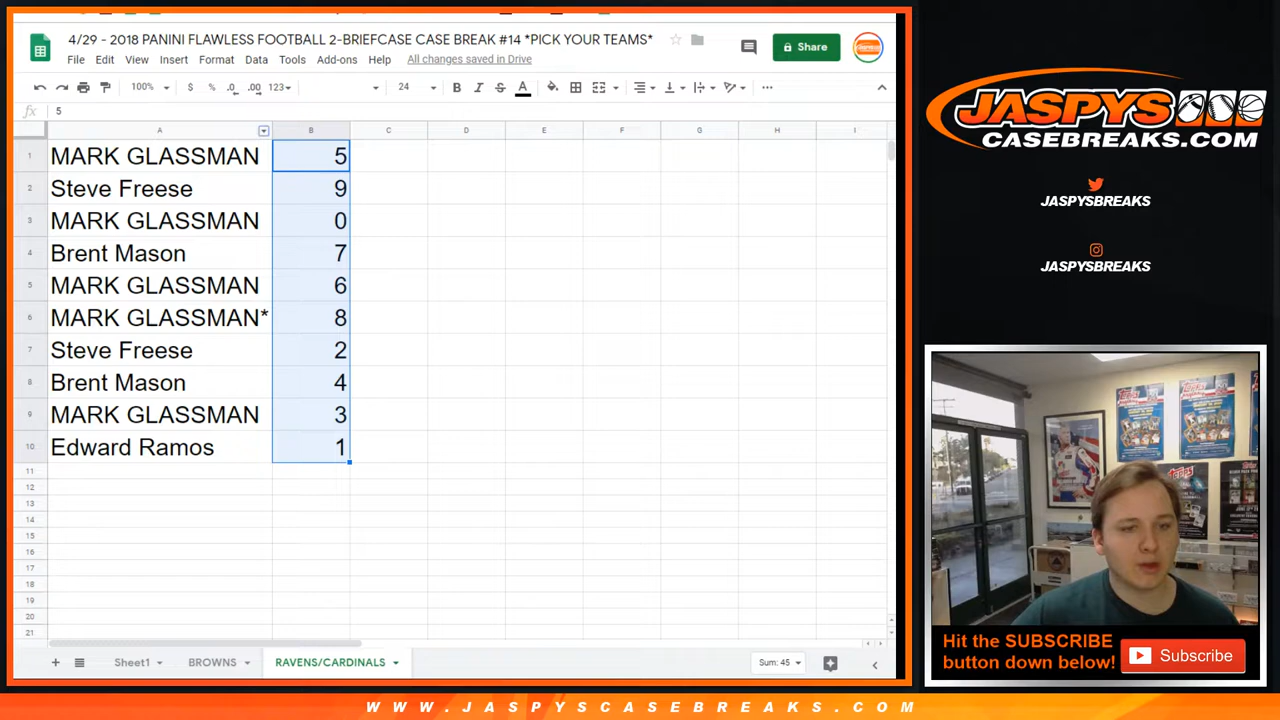 4/29 - 2018 PANINI FLAWLESS FOOTBALL 2-BRIEFCASE CASE BREAK #14 *PICK YOUR TEAMS*
Share
File Edit View Insert Format Data Tools Add-ons Help All changes saved in Drive
100% $ % .0 .00 123 24 B I S A
fx 5
A B C D E F G H I
1 MARK GLASSMAN 5
2 Steve Freese 9
3 MARK GLASSMAN 0
4 Brent Mason 7
5 MARK GLASSMAN 6
6 MARK GLASSMAN* 8
7 Steve Freese 2
8 Brent Mason 4
9 MARK GLASSMAN 3
10 Edward Ramos 1
11
12
13
14
15
16
17
18
19
20
21
Sheet1 BROWNS RAVENS/CARDINALS Sum: 45
JASPYS
CASEBREAKS.COM
JASPYSBREAKS
JASPYSBREAKS
Topps
Topps
Topps
Topps
Hit the SUBSCRIBE
button down below!
Subscribe
WWW.JASPYSCASEBREAKS.COM